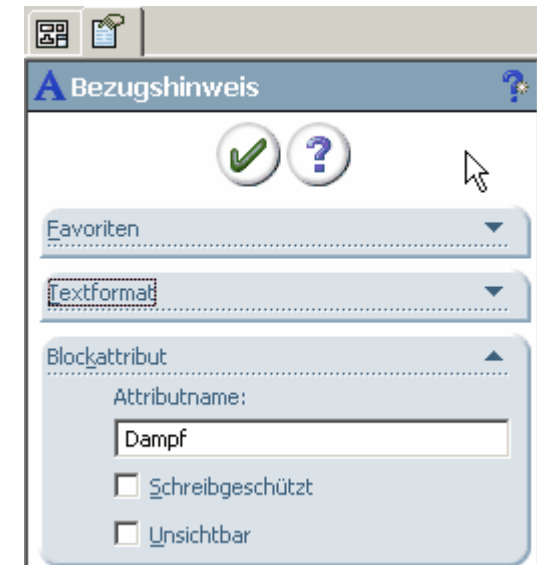 Bezugshinweis
Favoriten
Textformat
Blockattribut
Attributname:
Dampf
Schreibgeschützt
Unsichtbar